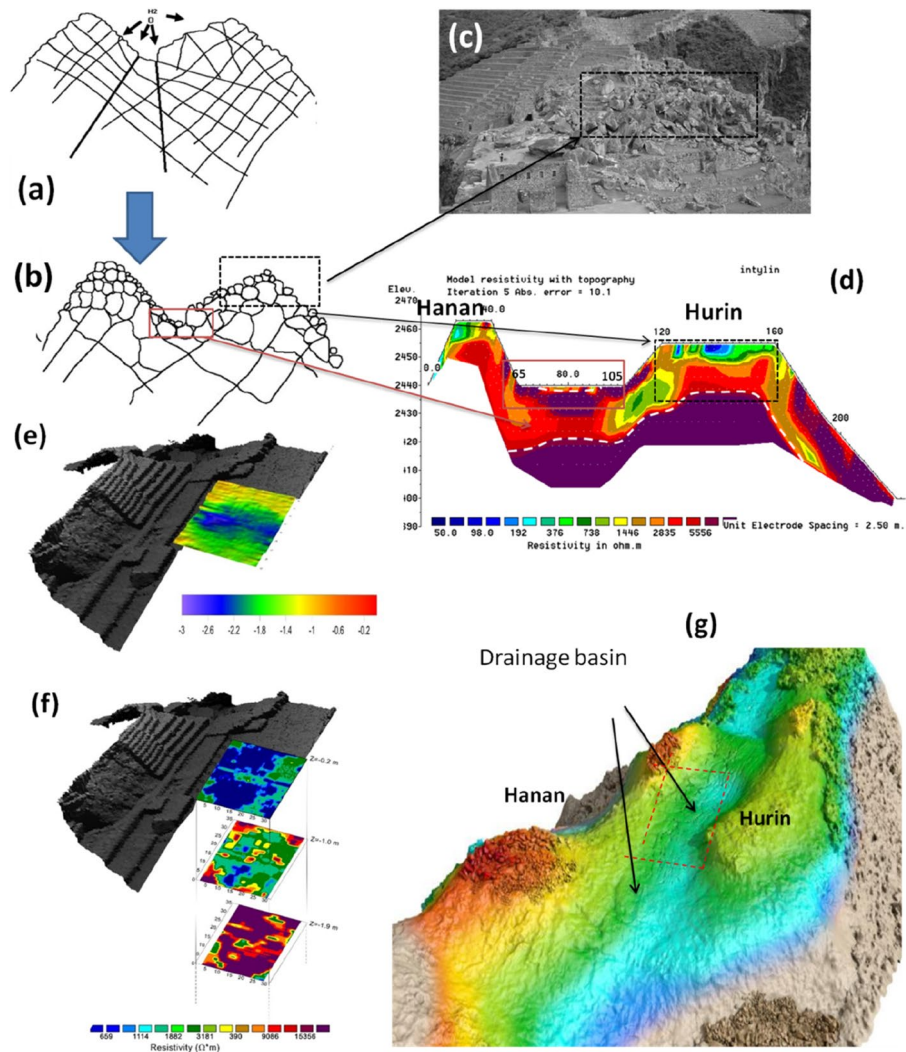 H2
O
(a)
(c)
(b)
(d)
intylin
Model resistivity with topography
Elev.
Iteration 5 Abs. error = 10.1
2470
Hanan
40.0
Hurin
2460
120
160
2450
0.0
65
80.0
105
2440
2430
200
50.0 98.0 192 376 738 1446 2835 5556
Unit Electrode Spacing = 2.50 m.
Resistivity in ohm.m
(e)
-3 -2.6 -2.2 -1.8 -1.4 -1 -0.6 -0.2
(g)
Drainage basin
(f)
Z=-0.2 m
Hanan
Hurin
Z=-1.0 m
Z=-1.9 m
659 1114 1882 3181 390 9086 15356
Resistivity (Ω*m)